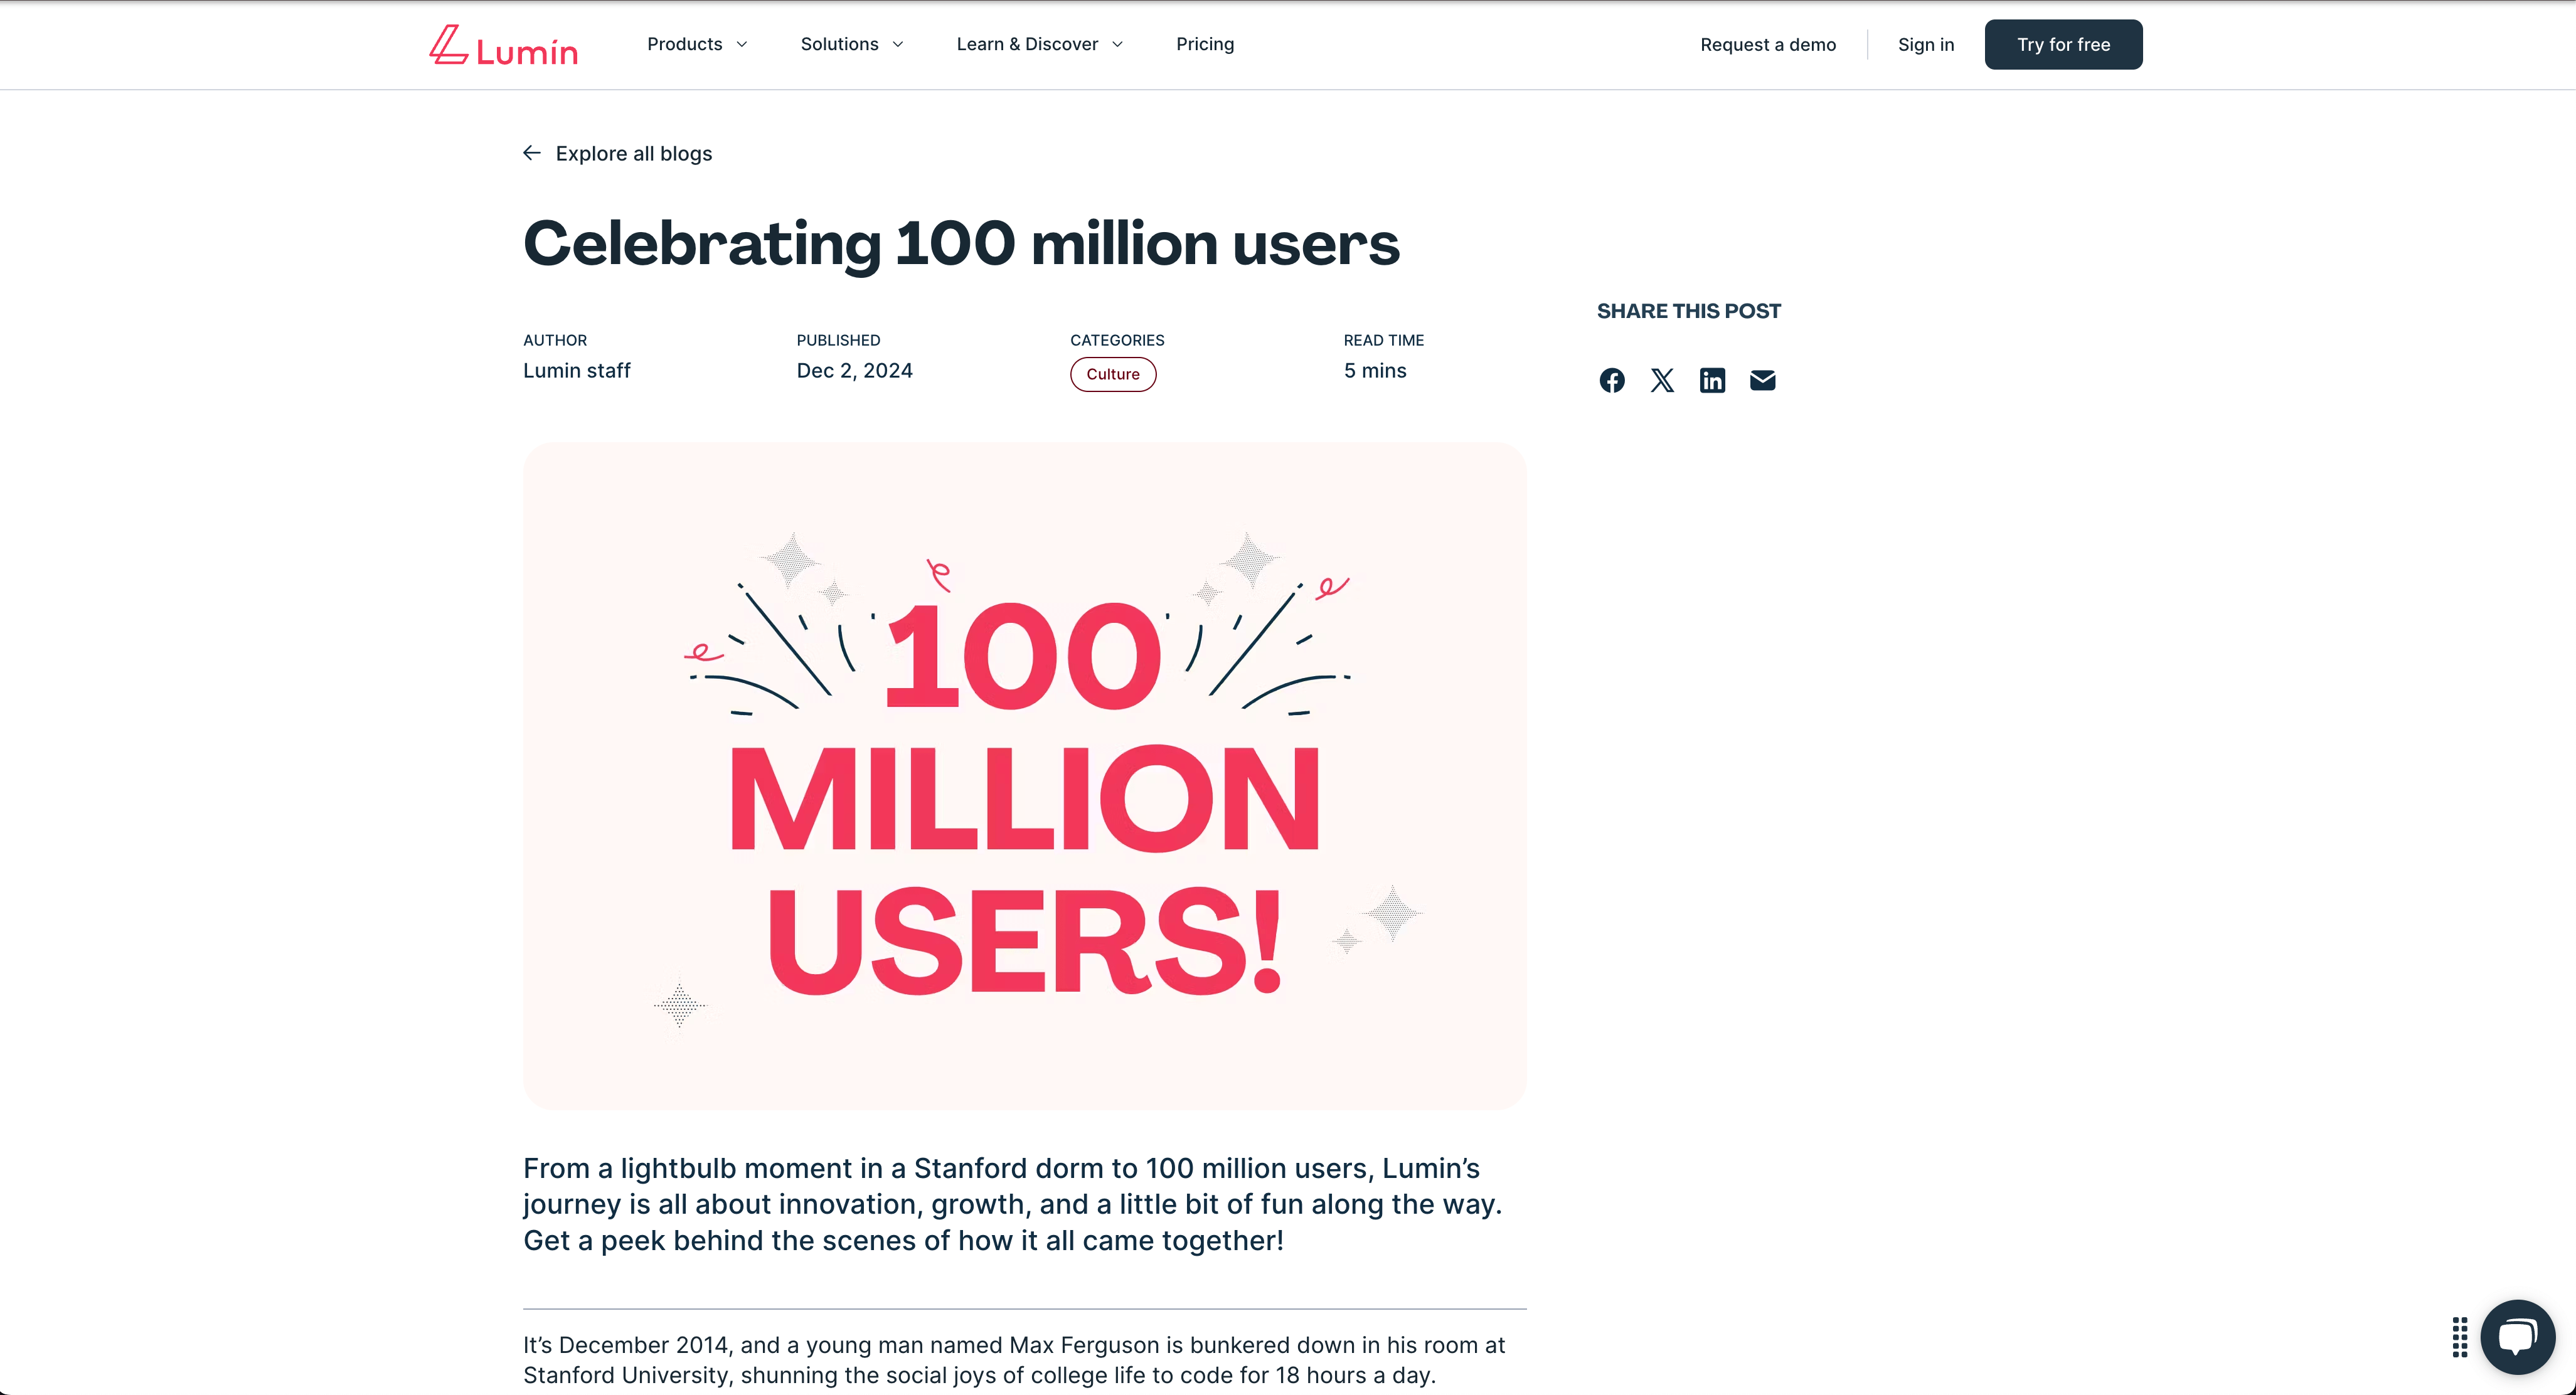 Lumin
Products
Solutions
Learn & Discover
Pricing
Request a demo
Sign in
Try for free
Explore all blogs
Celebrating 100 million users
AUTHOR
Lumin staff
PUBLISHED
Dec 2, 2024
CATEGORIES
Culture
READ TIME
5 mins
SHARE THIS POST
100
MILLION
USERS!
From a lightbulb moment in a Stanford dorm to 100 million users, Lumin’s
journey is all about innovation, growth, and a little bit of fun along the way.
Get a peek behind the scenes of how it all came together!
It’s December 2014, and a young man named Max Ferguson is bunkered down in his room at
Stanford University, shunning the social joys of college life to code for 18 hours a day.